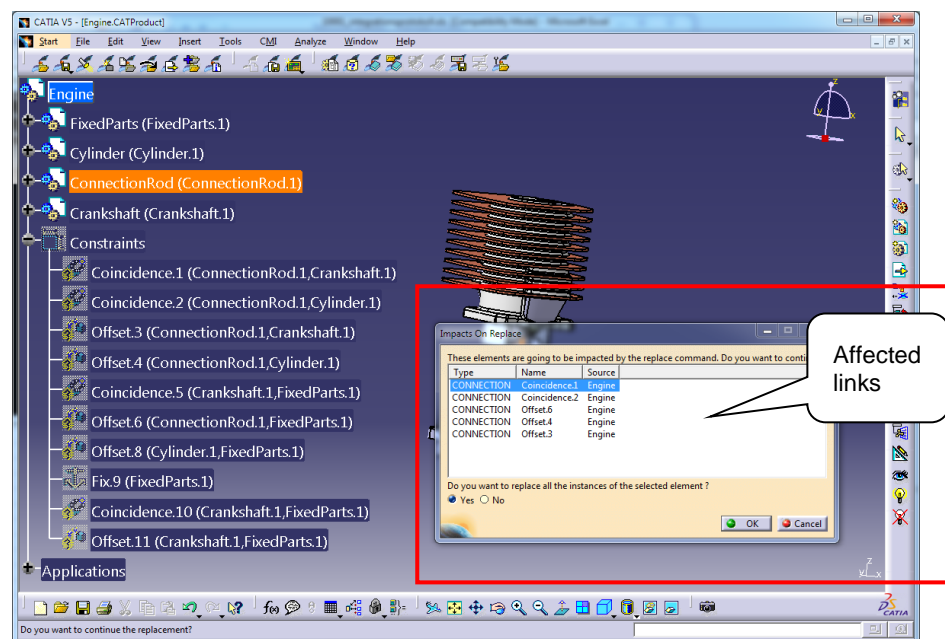 CATIA V5 - [Engine.CATProduct]
Start File Edit View Insert Tools CMI Analyze Window Help
Engine
FixedParts (FixedParts.1)
Cylinder (Cylinder.1)
ConnectionRod (ConnectionRod.1)
Crankshaft (Crankshaft.1)
Constraints
Coincidence.1 (ConnectionRod.1,Crankshaft.1)
Coincidence.2 (ConnectionRod.1,Cylinder.1)
Offset.3 (ConnectionRod.1,Crankshaft.1)
Offset.4 (ConnectionRod.1,Cylinder.1)
Coincidence.5 (Crankshaft.1,FixedParts.1)
Offset.6 (ConnectionRod.1,FixedParts.1)
Offset.8 (Cylinder.1,FixedParts.1)
Fix.9 (FixedParts.1)
Coincidence.10 (Crankshaft.1,FixedParts.1)
Offset.11 (Crankshaft.1,FixedParts.1)
Applications
z
y x
Impacts On Replace
These elements are going to be impacted by the replace command. Do you want to conti
Type Name Source
CONNECTION Coincidence.1 Engine
CONNECTION Coincidence.2 Engine
CONNECTION Offset.6 Engine
CONNECTION Offset.4 Engine
CONNECTION Offset.3 Engine
Do you want to replace all the instances of the selected element ?
Yes No
OK Cancel
Affected
links
z
y x
f(x)
CATIA
Do you want to continue the replacement?